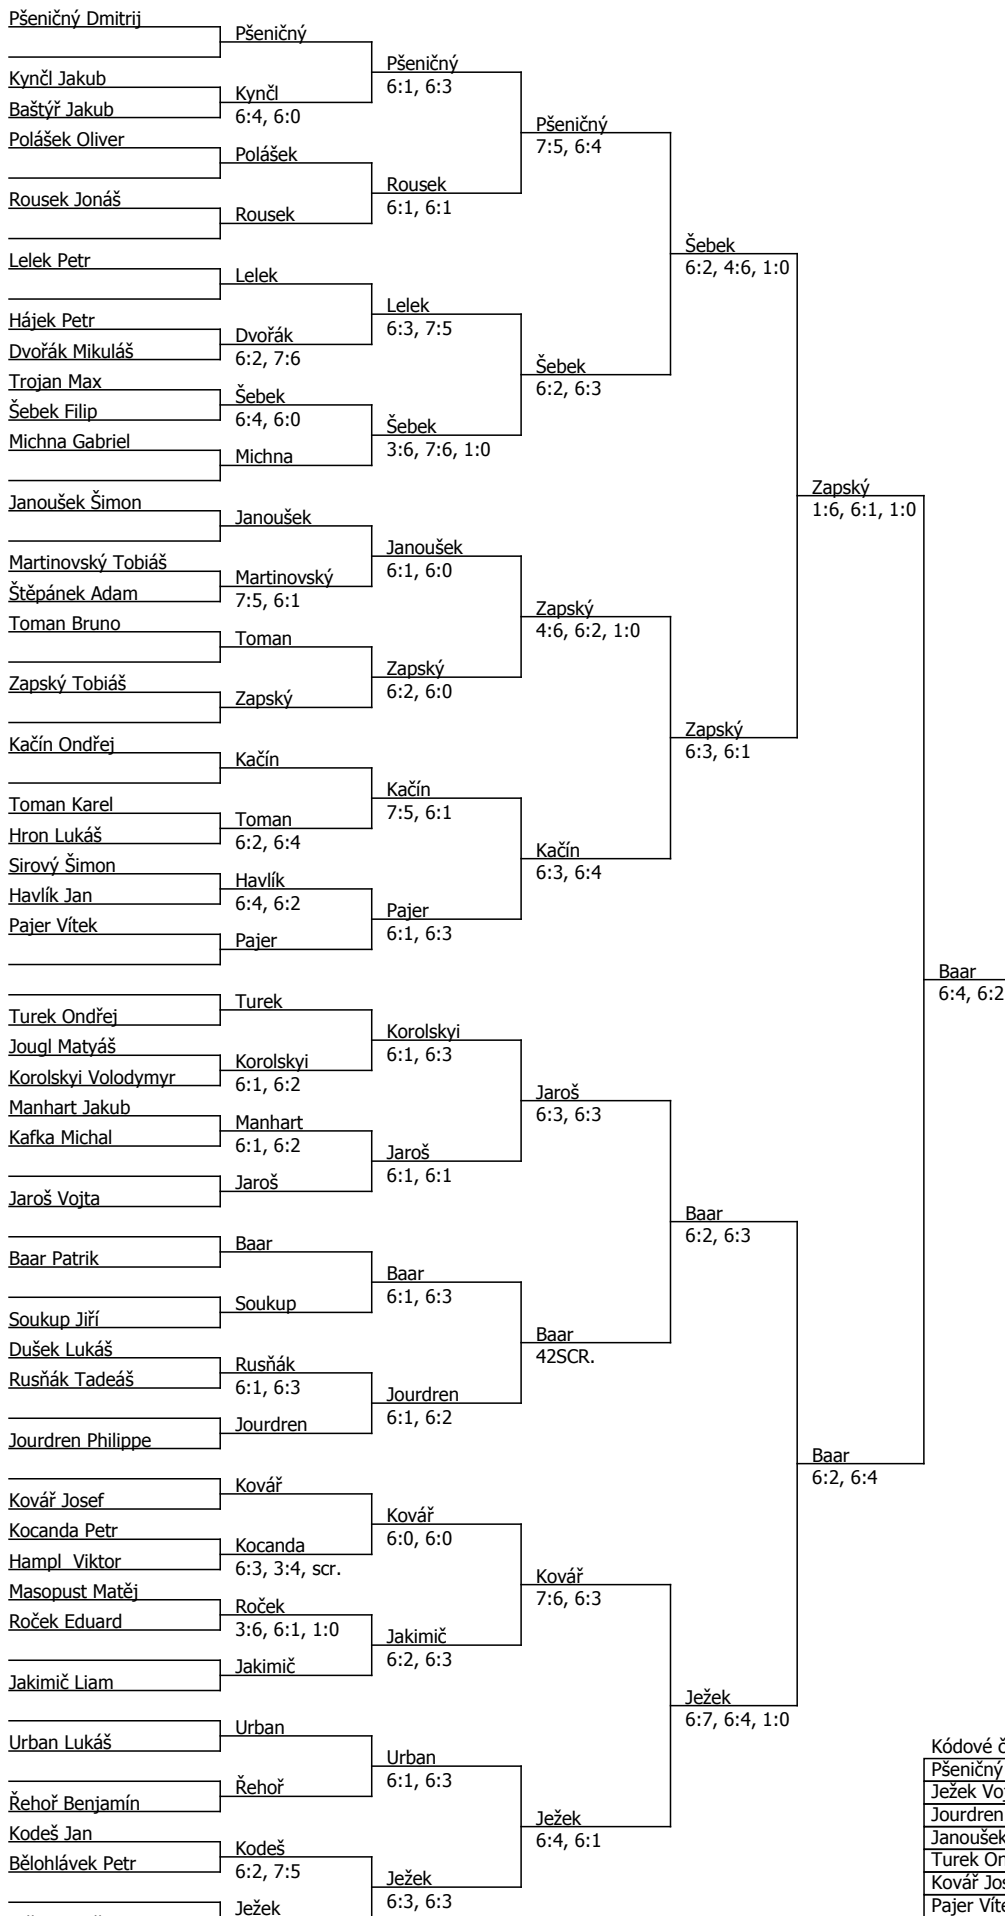 Pšeničný Dmitrij
Kynčl Jakub
Baštýř Jakub
Polášek Oliver
Rousek Jonáš
Lelek Petr
Hájek Petr
Dvořák Mikuláš
Trojan Max
Šebek Filip
Michna Gabriel
Janoušek Šimon
Martinovský Tobiáš
Štěpánek Adam
Toman Bruno
Zapský Tobiáš
Kačín Ondřej
Toman Karel
Hron Lukáš
Sirový Šimon
Havlík Jan
Pajer Vítek
Turek Ondřej
Jougl Matyáš
Korolskyi Volodymyr
Manhart Jakub
Kafka Michal
Jaroš Vojta
Baar Patrik
Soukup Jiří
Dušek Lukáš
Rusňák Tadeáš
Jourdren Philippe
Kovář Josef
Kocanda Petr
Hampl Viktor
Masopust Matěj
Roček Eduard
Jakimič Liam
Urban Lukáš
Řehoř Benjamín
Kodeš Jan
Bělohlávek Petr
Pšeničný
Kynčl
6:4, 6:0
Polášek
Rousek
Lelek
Dvořák
6:2, 7:6
Šebek
6:4, 6:0
Michna
Janoušek
Martinovský
7:5, 6:1
Toman
Zapský
Kačín
Toman
6:2, 6:4
Havlík
6:4, 6:2
Pajer
Turek
Korolskyi
6:1, 6:2
Manhart
6:1, 6:2
Jaroš
Baar
Soukup
Rusňák
6:1, 6:3
Jourdren
Kovář
Kocanda
6:3, 3:4, scr.
Roček
3:6, 6:1, 1:0
Jakimič
Urban
Řehoř
Kodeš
6:2, 7:5
Ježek
Pšeničný
6:1, 6:3
Rousek
6:1, 6:1
Lelek
6:3, 7:5
Šebek
3:6, 7:6, 1:0
Janoušek
6:1, 6:0
Zapský
6:2, 6:0
Kačín
7:5, 6:1
Pajer
6:1, 6:3
Korolskyi
6:1, 6:3
Jaroš
6:1, 6:1
Baar
6:1, 6:3
Jourdren
6:1, 6:2
Kovář
6:0, 6:0
Jakimič
6:2, 6:3
Urban
6:1, 6:3
Ježek
6:3, 6:3
Pšeničný
7:5, 6:4
Šebek
6:2, 6:3
Zapský
4:6, 6:2, 1:0
Kačín
6:3, 6:4
Jaroš
6:3, 6:3
Baar
42SCR.
Kovář
7:6, 6:3
Ježek
6:4, 6:1
Šebek
6:2, 4:6, 1:0
Zapský
6:3, 6:1
Baar
6:2, 6:3
Ježek
6:7, 6:4, 1:0
Zapský
1:6, 6:1, 1:0
Baar
6:2, 6:4
Baar
6:4, 6:2
Kódové č
Pšeničný
Ježek Voj
Jourdren
Janoušek
Turek On
Kovář Jos
Pajer Víte